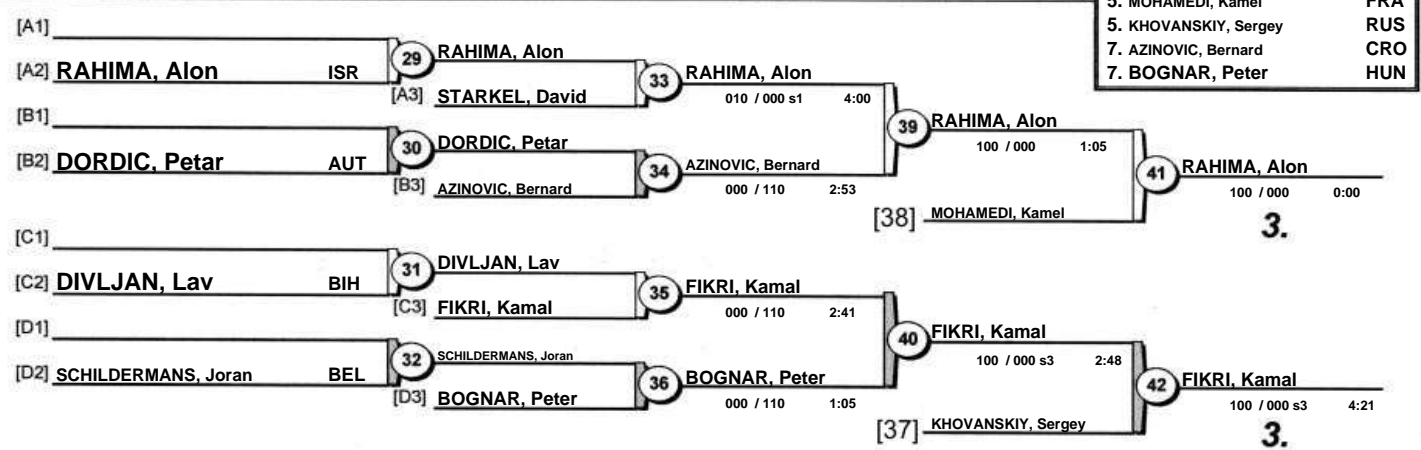 5. MOHAMEDI, Kamel FRA
5. KHOVANSKIY, Sergey RUS
7. AZINOVIC, Bernard CRO
7. BOGNAR, Peter HUN
[A1]
[A2] RAHIMA, Alon ISR
29
RAHIMA, Alon
[A3] STARKEL, David
33
RAHIMA, Alon
010 / 000 s1 4:00
[B1]
[B2] DORDIC, Petar AUT
30
DORDIC, Petar
[B3] AZINOVIC, Bernard
34
AZINOVIC, Bernard
000 / 110 2:53
39
RAHIMA, Alon
100 / 000 1:05
[38] MOHAMEDI, Kamel
41
RAHIMA, Alon
100 / 000 0:00
3.
[C1]
[C2] DIVLJAN, Lav BIH
31
DIVLJAN, Lav
[C3] FIKRI, Kamal
35
FIKRI, Kamal
000 / 110 2:41
[D1]
[D2] SCHILDERMANS, Joran BEL
32
SCHILDERMANS, Joran
[D3] BOGNAR, Peter
36
BOGNAR, Peter
000 / 110 1:05
40
FIKRI, Kamal
100 / 000 s3 2:48
[37] KHOVANSKIY, Sergey
42
FIKRI, Kamal
100 / 000 s3 4:21
3.